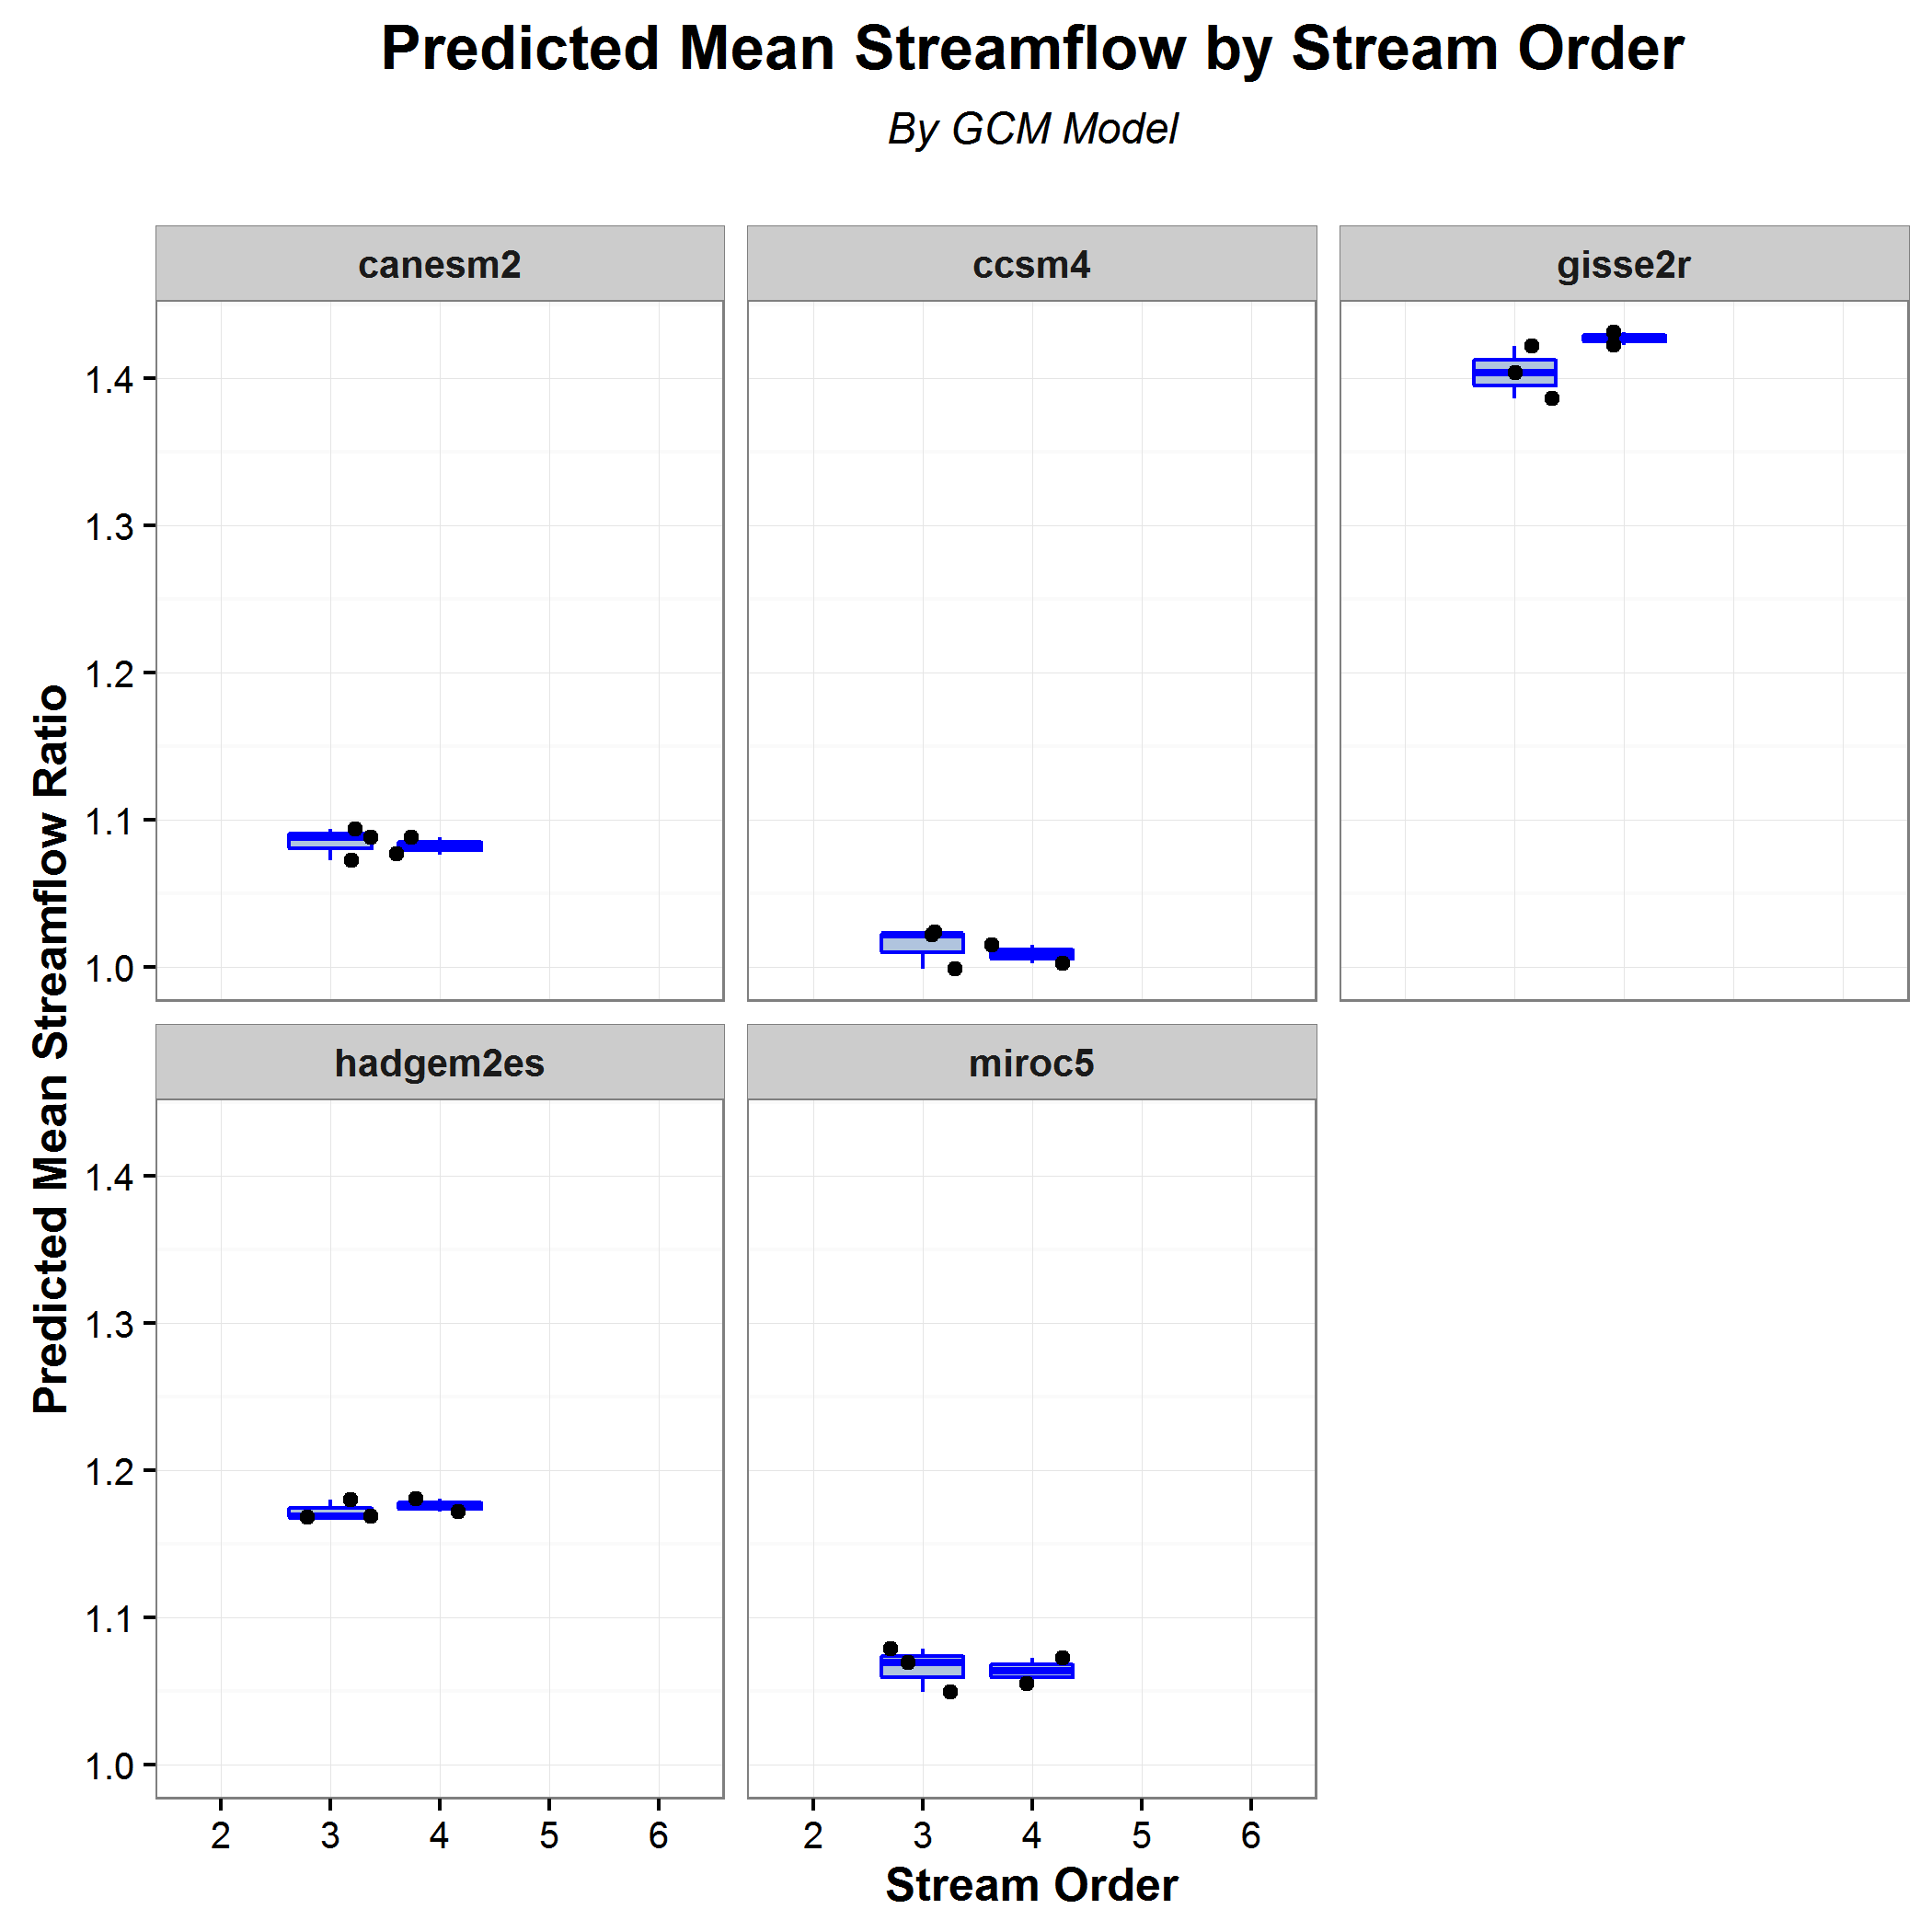 Predicted Mean Streamflow by Stream Order
By GCM Model
canesm2
ccsm4
gisse2r
1.4
1.3
1.2
1.1
1.0
Predicted Mean Streamflow Ratio
hadgem2es
miroc5
1.4
1.3
1.2
1.1
1.0
2 3 4 5 6
2 3 4 5 6
Stream Order